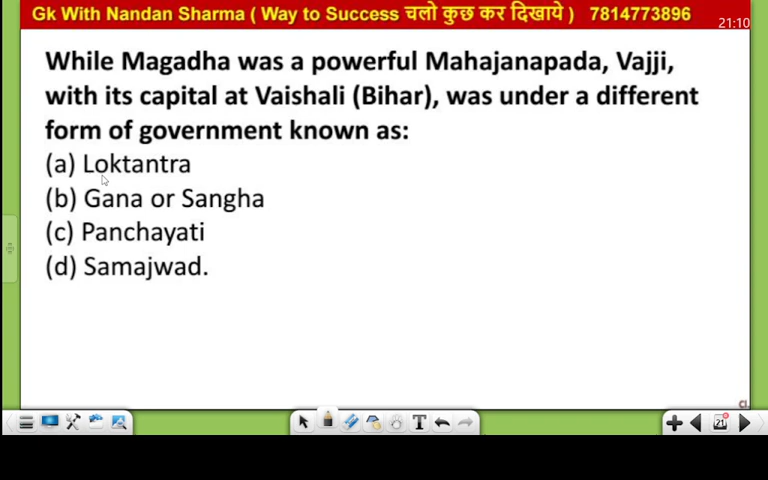 Gk With Nandan Sharma ( Way to Success चलो कुछ कर दिखाये ) 7814773896
21:10
While Magadha was a powerful Mahajanapada, Vajji,
with its capital at Vaishali (Bihar), was under a different
form of government known as:
(a) Loktantra
(b) Gana or Sangha
(c) Panchayati
(d) Samajwad.
T
21